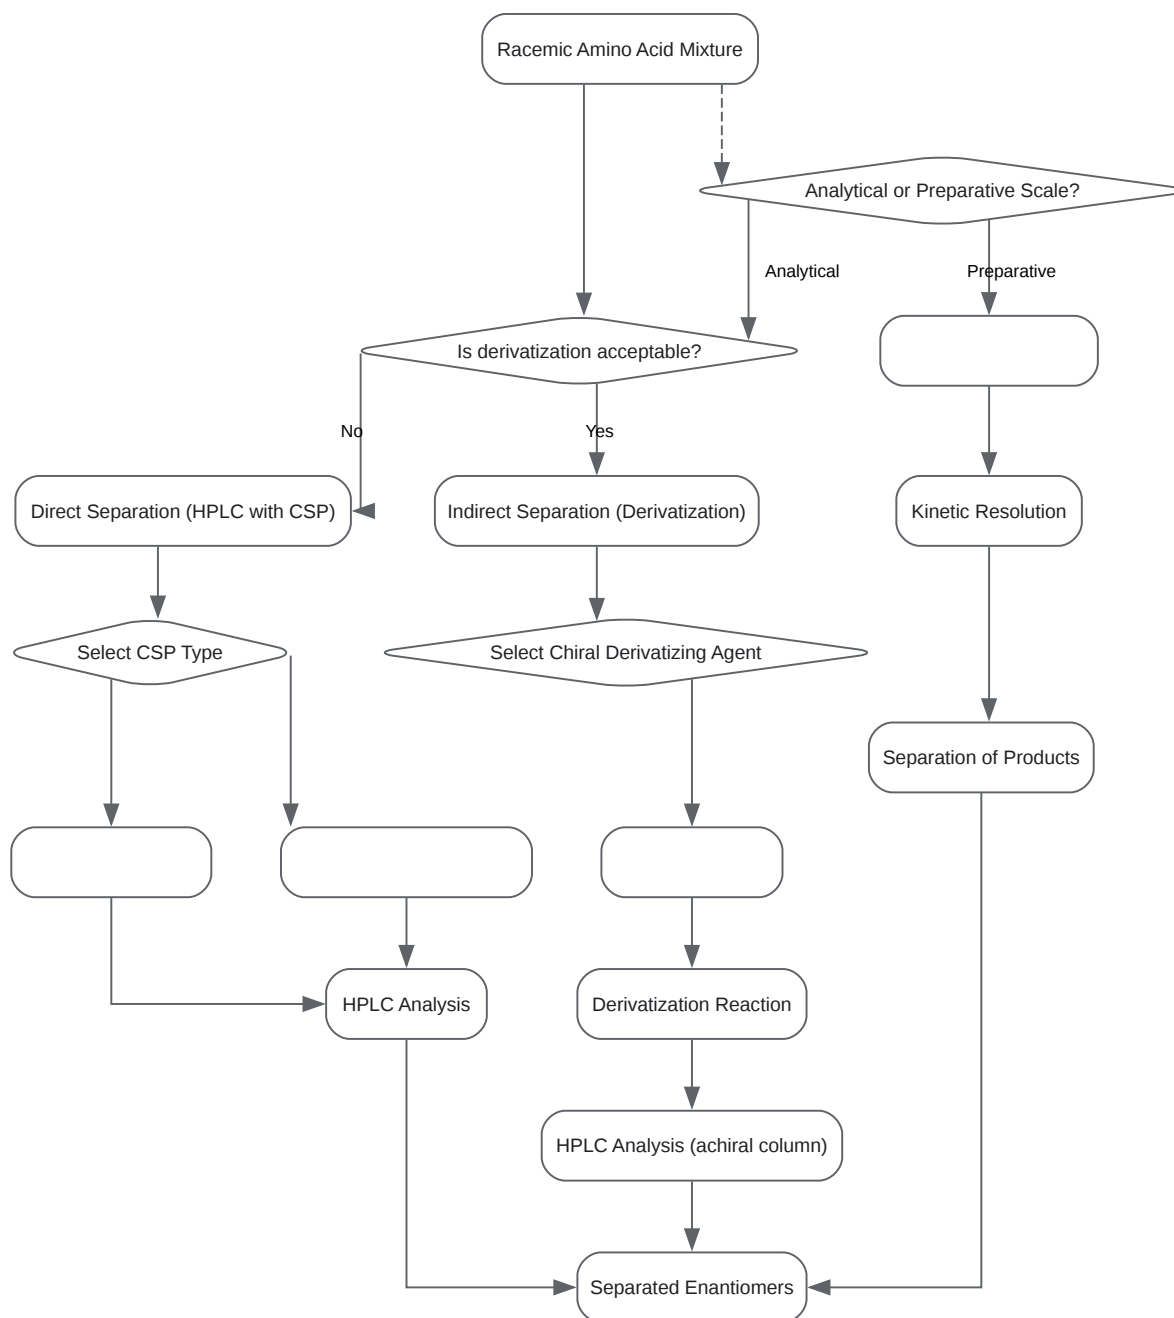 Racemic Amino Acid Mixture
Analytical or Preparative Scale?
Analytical
Preparative
Is derivatization acceptable?
No
Yes
Direct Separation (HPLC with CSP)
Indirect Separation (Derivatization)
Kinetic Resolution
Select CSP Type
Select Chiral Derivatizing Agent
Separation of Products
HPLC Analysis
Derivatization Reaction
HPLC Analysis (achiral column)
Separated Enantiomers